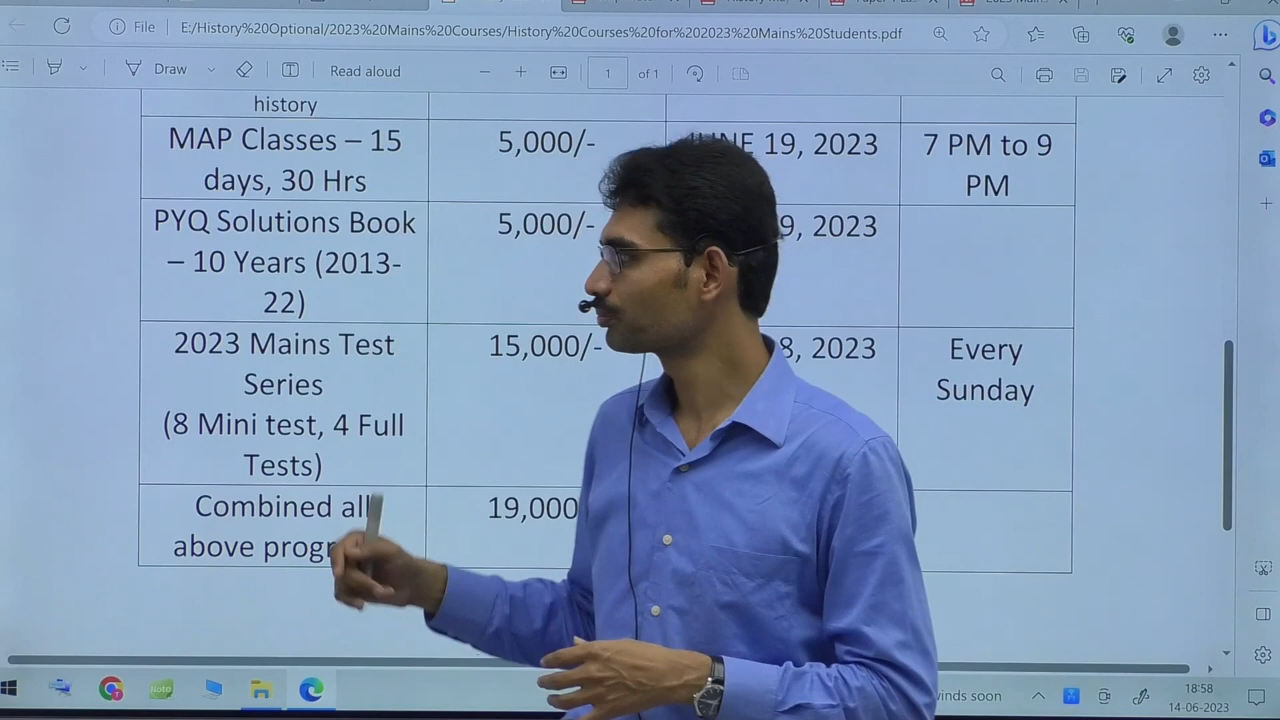 File
E:/History%20Optional/2023%20Mains%20Courses/History%20Courses%20for%202023%20Mains%20Students.pdf
Draw
Read aloud
1 of 1
history
MAP Classes – 15
days, 30 Hrs
5,000/-
JUNE 19, 2023
7 PM to 9
PM
PYQ Solutions Book
– 10 Years (2013-
22)
5,000/-
9, 2023
2023 Mains Test
Series
(8 Mini test, 4 Full
Tests)
15,000/-
8, 2023
Every
Sunday
Combined all
above progr
19,000
winds soon
18:58
14-06-2023